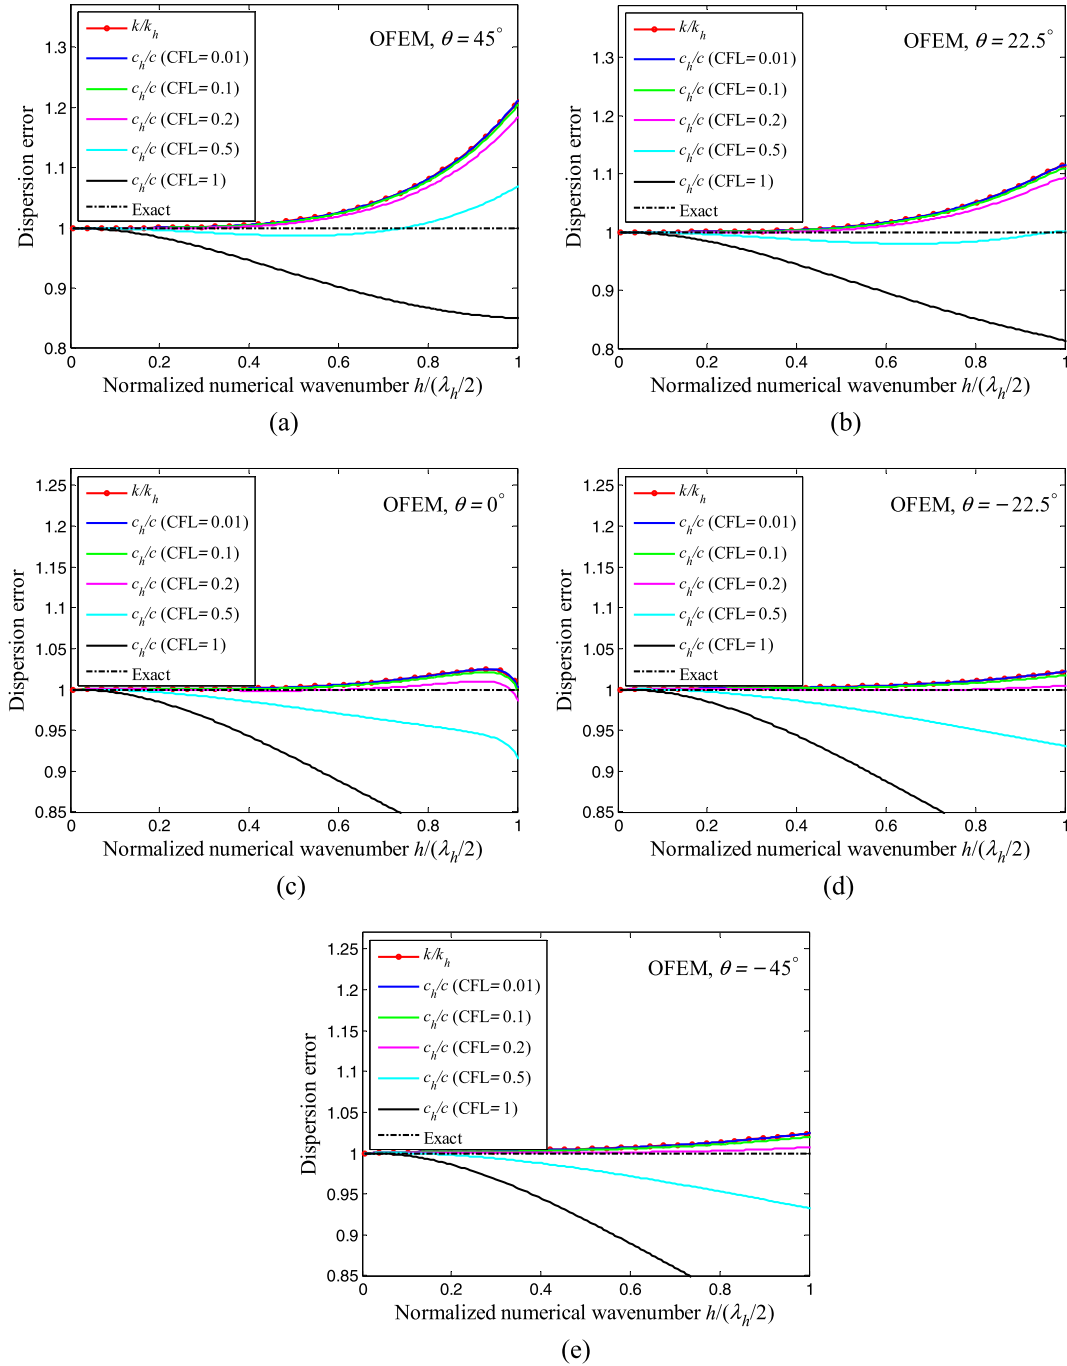 OFEM, θ = 45°
k/k_h
c_h/c (CFL= 0.01)
c_h/c (CFL= 0.1)
c_h/c (CFL= 0.2)
c_h/c (CFL= 0.5)
c_h/c (CFL= 1)
Exact
Dispersion error
1.3
1.2
1.1
1
0.9
0.8
0 0.2 0.4 0.6 0.8 1
Normalized numerical wavenumber h/(λ_h/2)
(a)
OFEM, θ = 22.5°
k/k_h
c_h/c (CFL= 0.01)
c_h/c (CFL= 0.1)
c_h/c (CFL= 0.2)
c_h/c (CFL= 0.5)
c_h/c (CFL= 1)
Exact
Dispersion error
1.3
1.2
1.1
1
0.9
0.8
0 0.2 0.4 0.6 0.8 1
Normalized numerical wavenumber h/(λ_h/2)
(b)
OFEM, θ = 0°
k/k_h
c_h/c (CFL= 0.01)
c_h/c (CFL= 0.1)
c_h/c (CFL= 0.2)
c_h/c (CFL= 0.5)
c_h/c (CFL= 1)
Exact
Dispersion error
1.25
1.2
1.15
1.1
1.05
1
0.95
0.9
0.85
0 0.2 0.4 0.6 0.8 1
Normalized numerical wavenumber h/(λ_h/2)
(c)
OFEM, θ = −22.5°
k/k_h
c_h/c (CFL= 0.01)
c_h/c (CFL= 0.1)
c_h/c (CFL= 0.2)
c_h/c (CFL= 0.5)
c_h/c (CFL= 1)
Exact
Dispersion error
1.25
1.2
1.15
1.1
1.05
1
0.95
0.9
0.85
0 0.2 0.4 0.6 0.8 1
Normalized numerical wavenumber h/(λ_h/2)
(d)
OFEM, θ = −45°
k/k_h
c_h/c (CFL= 0.01)
c_h/c (CFL= 0.1)
c_h/c (CFL= 0.2)
c_h/c (CFL= 0.5)
c_h/c (CFL= 1)
Exact
Dispersion error
1.25
1.2
1.15
1.1
1.05
1
0.95
0.9
0.85
0 0.2 0.4 0.6 0.8 1
Normalized numerical wavenumber h/(λ_h/2)
(e)